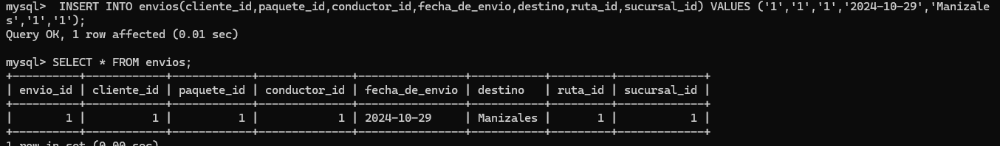 mysql>  INSERT INTO envios(cliente_id,paquete_id,conductor_id,fecha_de_envio,destino,ruta_id,sucursal_id) VALUES ('1','1','1','2024-10-29','Manizale
s','1','1');
Query OK, 1 row affected (0.01 sec)
mysql> SELECT * FROM envios;
+----------+------------+------------+--------------+----------------+-----------+---------+-------------+
| envio_id | cliente_id | paquete_id | conductor_id | fecha_de_envio | destino   | ruta_id | sucursal_id |
+----------+------------+------------+--------------+----------------+-----------+---------+-------------+
|        1 |          1 |          1 |            1 | 2024-10-29     | Manizales |       1 |           1 |
+----------+------------+------------+--------------+----------------+-----------+---------+-------------+
1 row in set (0.00 sec)